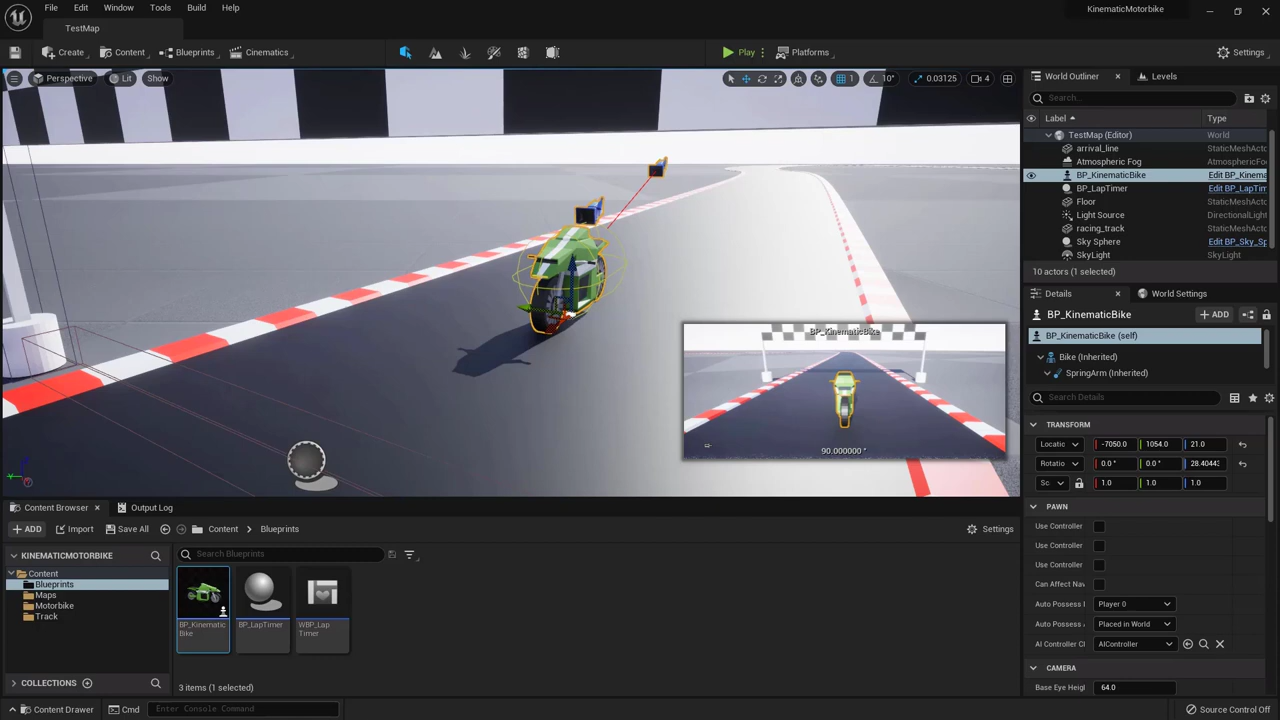 File Edit Window Tools Build Help
KinematicMotorbike
TestMap
Create Content Blueprints Cinematics Play Platforms Settings
Perspective Lit Show
1 10° 0.03125 4
World Outliner Levels
Search...
Label Type
TestMap (Editor) World
arrival_line StaticMeshActo
Atmospheric Fog AtmosphericFog
BP_KinematicBike Edit BP_Kinema
BP_LapTimer Edit BP_LapTim
Floor StaticMeshActo
Light Source DirectionalLigh
racing_track StaticMeshActo
Sky Sphere Edit BP_Sky_Sp
SkyLight SkyLight
10 actors (1 selected)
Details World Settings
BP_KinematicBike ADD
BP_KinematicBike (self)
Bike (Inherited)
SpringArm (Inherited)
Search Details
TRANSFORM
Locatic -7050.0 1054.0 21.0
Rotatio 0.0 ° 0.0 ° 28.4044
Sc 1.0 1.0 1.0
PAWN
Use Controller
Use Controller
Use Controller
Can Affect Nav
Auto Possess Player 0
Auto Possess Placed in World
AI Controller Cl AIController
CAMERA
Base Eye Heigl 64.0
BP_KinematicBike
90.000000 °
Content Browser Output Log
ADD Import Save All Content Blueprints Settings
KINEMATICMOTORBIKE
Search Blueprints
Content
Blueprints
Maps
Motorbike
Track
BP_Kinematic
Bike
BP_LapTimer
WBP_Lap
Timer
COLLECTIONS
3 items (1 selected)
Content Drawer Cmd Enter Console Command Source Control Off